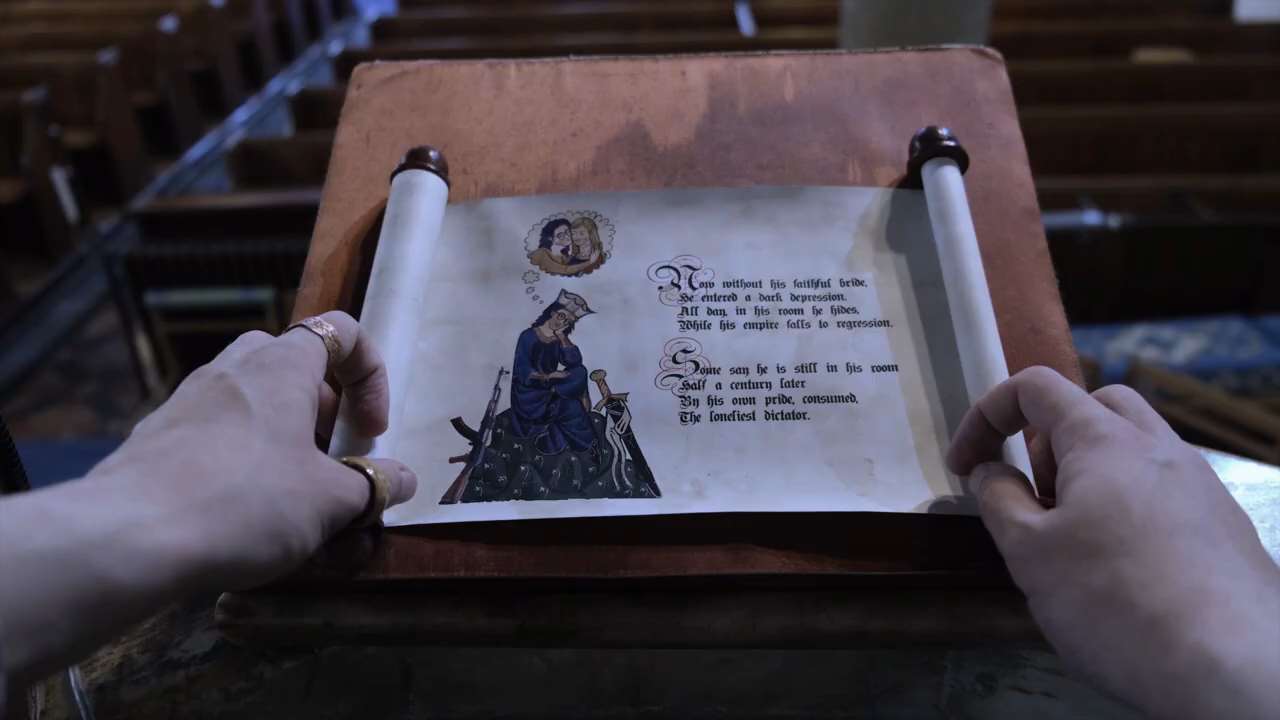 Now without his faithful bride,
He entered a dark depression.
All day, in his room he hides,
While his empire falls to regression.
Some say he is still in his room
Half a century later
By his own pride, consumed,
The loneliest dictator.